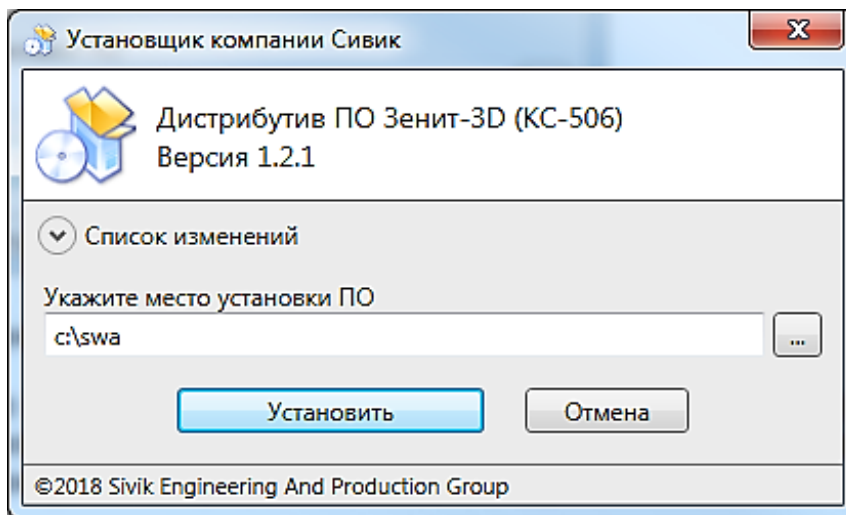 Установщик компании Сивик
Дистрибутив ПО Зенит-3D (КС-506)
Версия 1.2.1
Список изменений
Укажите место установки ПО
c:\swa
...
Установить
Отмена
©2018 Sivik Engineering And Production Group